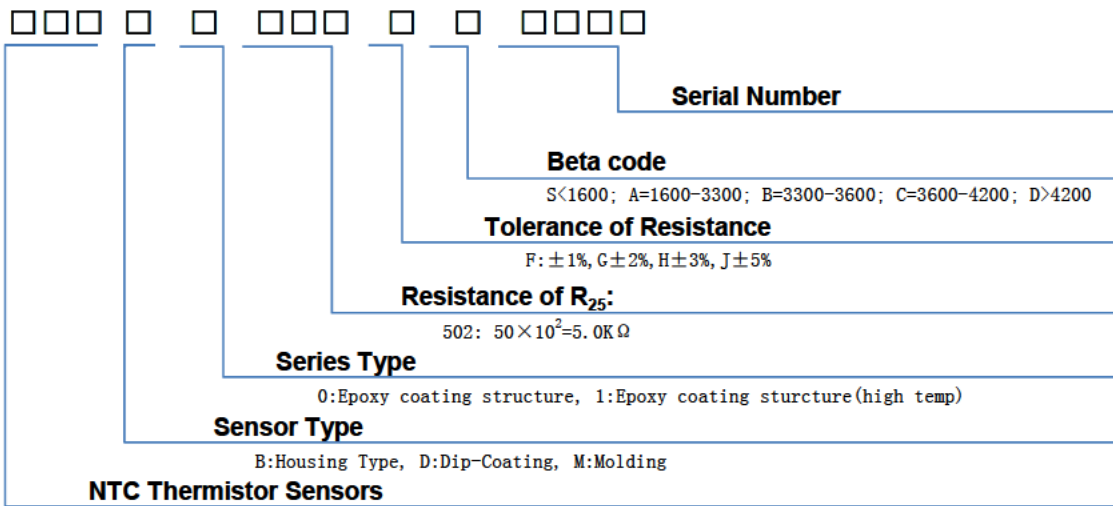 □□□ □ □ □□□ □ □ □□□□
Serial Number
Beta code
S<1600; A=1600-3300; B=3300-3600; C=3600-4200; D>4200
Tolerance of Resistance
F:±1%,G±2%,H±3%,J±5%
Resistance of R₂₅:
502: 50×10²=5.0KΩ
Series Type
0:Epoxy coating structure, 1:Epoxy coating sturcture(high temp)
Sensor Type
B:Housing Type, D:Dip-Coating, M:Molding
NTC Thermistor Sensors